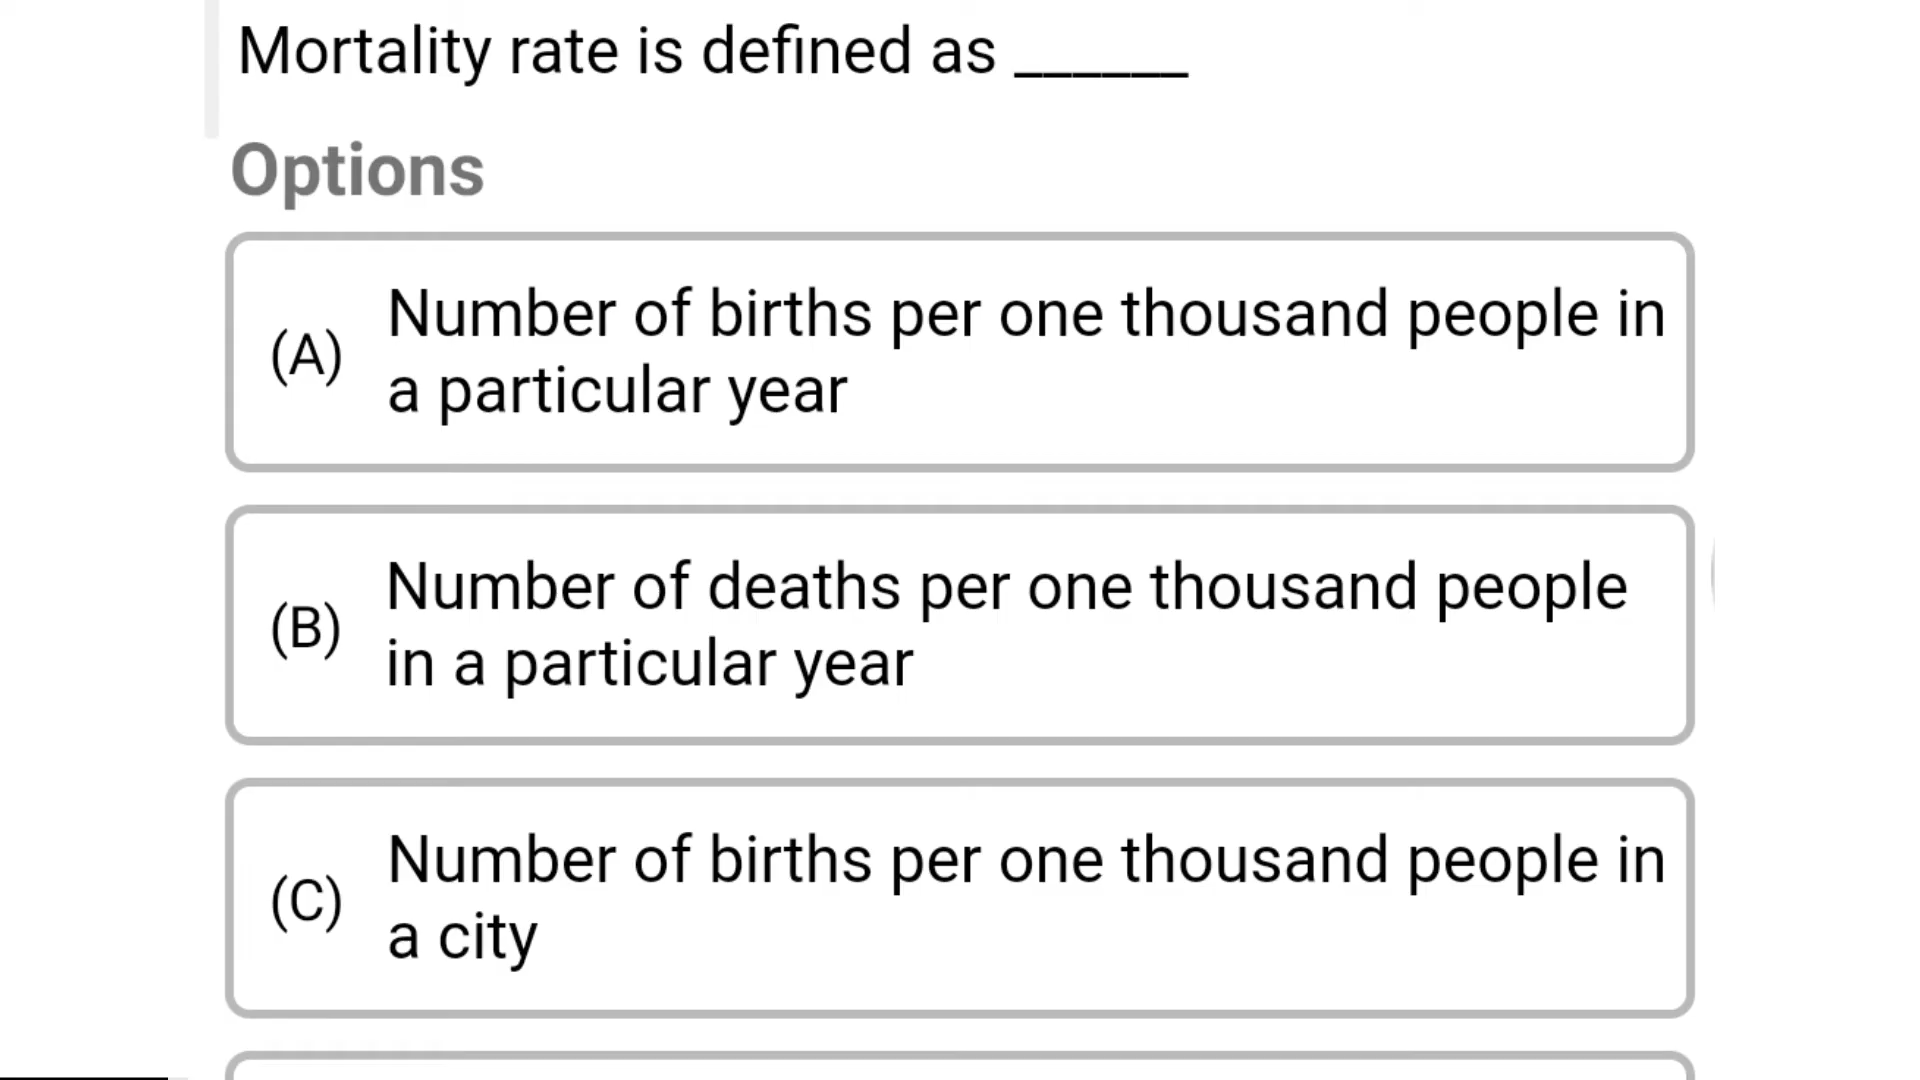 Mortality rate is defined as ______
Options
(A) Number of births per one thousand people in
a particular year
(B) Number of deaths per one thousand people
in a particular year
(C) Number of births per one thousand people in
a city